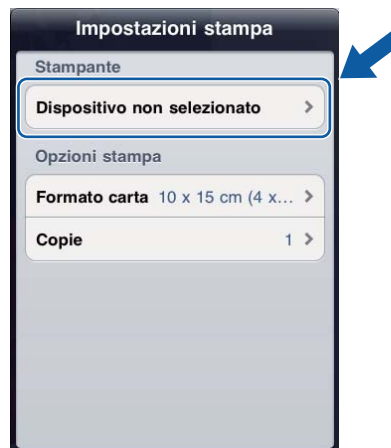 Impostazioni stampa
Stampante
Dispositivo non selezionato
Opzioni stampa
Formato carta 10 x 15 cm (4 x...
Copie 1